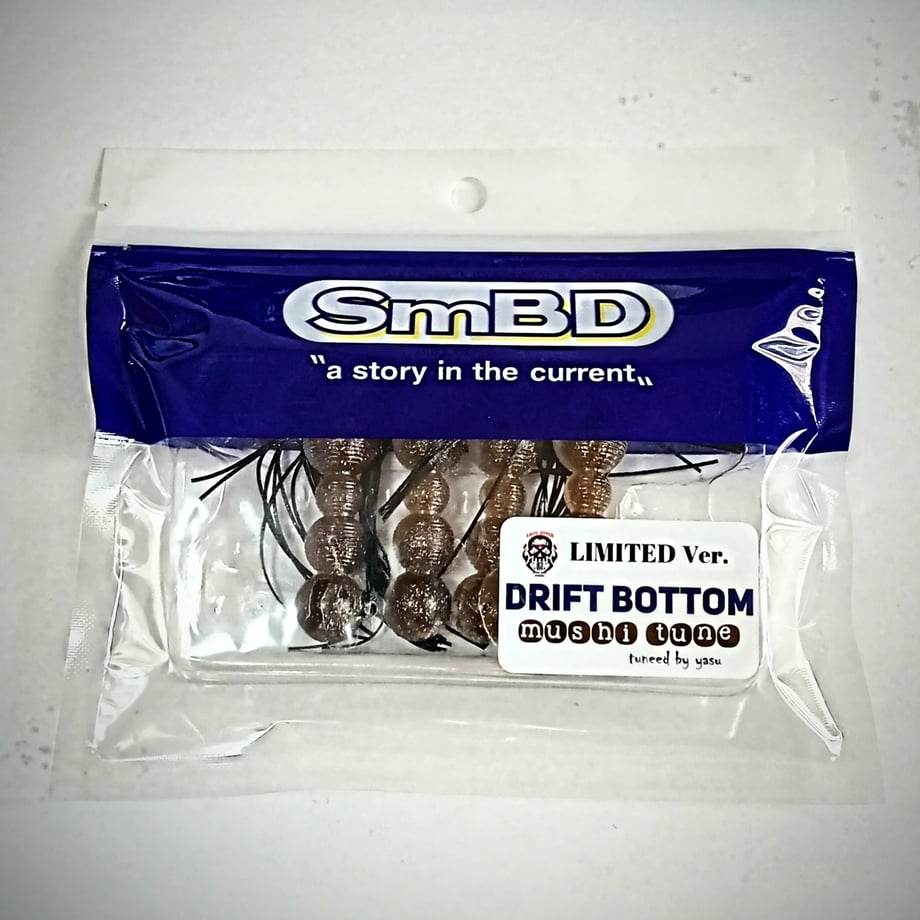 SmBD
"a story in the current"
LIMITED Ver.
DRIFT BOTTOM
mushi tune
tuneed by yasu